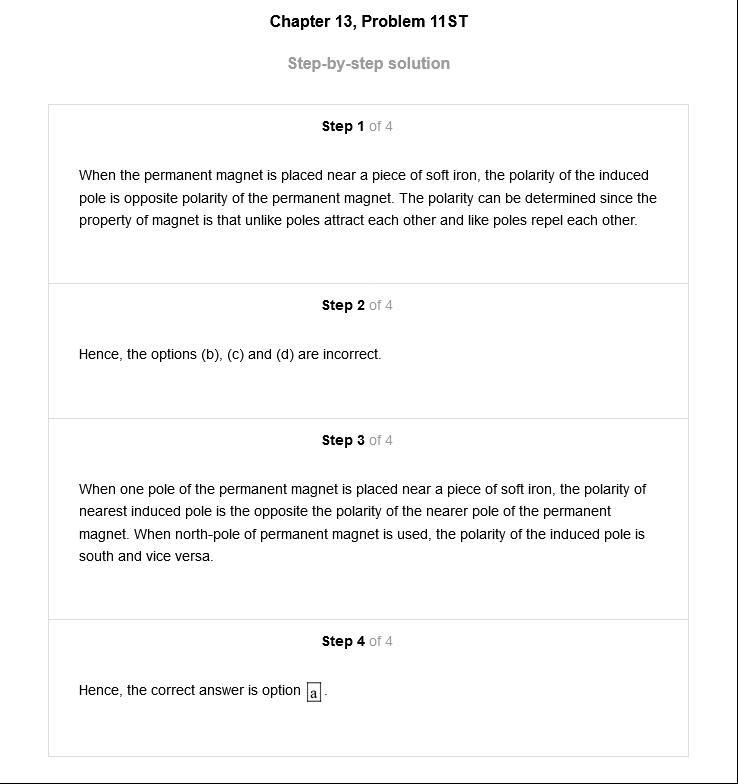 Chapter 13, Problem 11ST
Step-by-step solution
Step 1 of 4
When the permanent magnet is placed near a piece of soft iron, the polarity of the induced
pole is opposite polarity of the permanent magnet. The polarity can be determined since the
property of magnet is that unlike poles attract each other and like poles repel each other.
Step 2 of 4
Hence, the options (b), (c) and (d) are incorrect.
Step 3 of 4
When one pole of the permanent magnet is placed near a piece of soft iron, the polarity of
nearest induced pole is the opposite the polarity of the nearer pole of the permanent
magnet. When north-pole of permanent magnet is used, the polarity of the induced pole is
south and vice versa.
Step 4 of 4
Hence, the correct answer is option a.